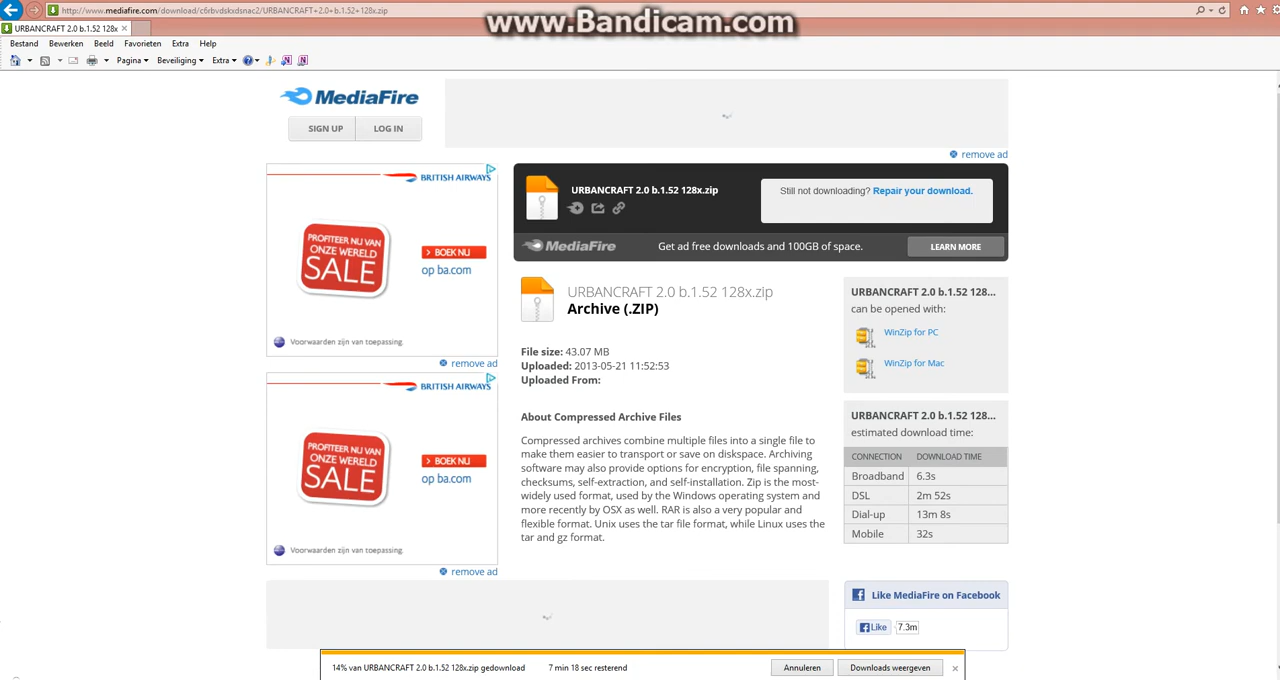 www.Bandicam.com
http://www.mediafire.com/download/c6rbvdskxdsnac2/URBANCRAFT+2.0+b.1.52+128x.zip
URBANCRAFT 2.0 b.1.52 128x
Bestand Bewerken Beeld Favorieten Extra Help
Pagina Beveiliging Extra
MediaFire
SIGN UP LOG IN
remove ad
BRITISH AIRWAYS
PROFITEER NU VAN
ONZE WERELD
SALE
> BOEK NU
op ba.com
Voorwaarden zijn van toepassing.
remove ad
BRITISH AIRWAYS
PROFITEER NU VAN
ONZE WERELD
SALE
> BOEK NU
op ba.com
Voorwaarden zijn van toepassing.
remove ad
URBANCRAFT 2.0 b.1.52 128x.zip
Still not downloading? Repair your download.
MediaFire Get ad free downloads and 100GB of space. LEARN MORE
URBANCRAFT 2.0 b.1.52 128x.zip
Archive (.ZIP)
File size: 43.07 MB
Uploaded: 2013-05-21 11:52:53
Uploaded From:
About Compressed Archive Files
Compressed archives combine multiple files into a single file to
make them easier to transport or save on diskspace. Archiving
software may also provide options for encryption, file spanning,
checksums, self-extraction, and self-installation. Zip is the most-
widely used format, used by the Windows operating system and
more recently by OSX as well. RAR is also a very popular and
flexible format. Unix uses the tar file format, while Linux uses the
tar and gz format.
URBANCRAFT 2.0 b.1.52 128...
can be opened with:
WinZip for PC
WinZip for Mac
URBANCRAFT 2.0 b.1.52 128...
estimated download time:
CONNECTION DOWNLOAD TIME
Broadband 6.3s
DSL 2m 52s
Dial-up 13m 8s
Mobile 32s
Like MediaFire on Facebook
Like 7.3m
14% van URBANCRAFT 2.0 b.1.52 128x.zip gedownload 7 min 18 sec resterend Annuleren Downloads weergeven